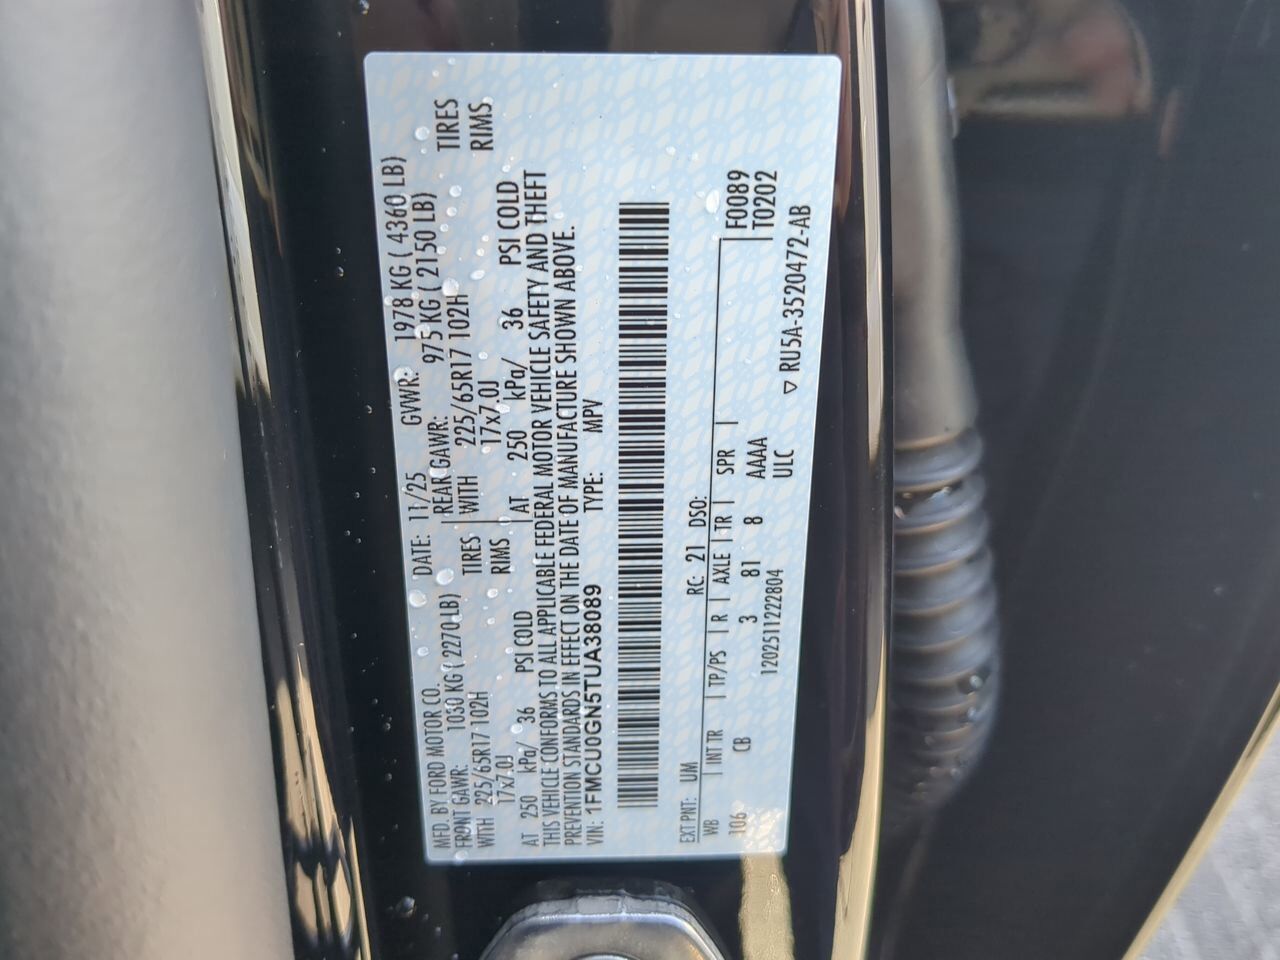 MFD. BY FORD MOTOR CO. DATE: 11/25 GVWR: 1978 KG ( 4360 LB)
FRONT GAWR: 1030 KG ( 2270 LB) REAR GAWR: 975 KG ( 2150 LB)
WITH 225/65R17 102H TIRES WITH 225/65R17 102H TIRES
17x7.0J RIMS 17x7.0J RIMS
AT 250 kPa/ 36 PSI COLD AT 250 kPa/ 36 PSI COLD
THIS VEHICLE CONFORMS TO ALL APPLICABLE FEDERAL MOTOR VEHICLE SAFETY AND THEFT
PREVENTION STANDARDS IN EFFECT ON THE DATE OF MANUFACTURE SHOWN ABOVE.
VIN: 1FMCU0GN5TUA38089 TYPE: MPV
EXT PNT: UM RC: 21 DSO: F0089
WB INT TR TP/PS R AXLE TR SPR T0202
106 CB 3 81 8 AAAA
120251112804 ULC
▽ RU5A-3520472-AB